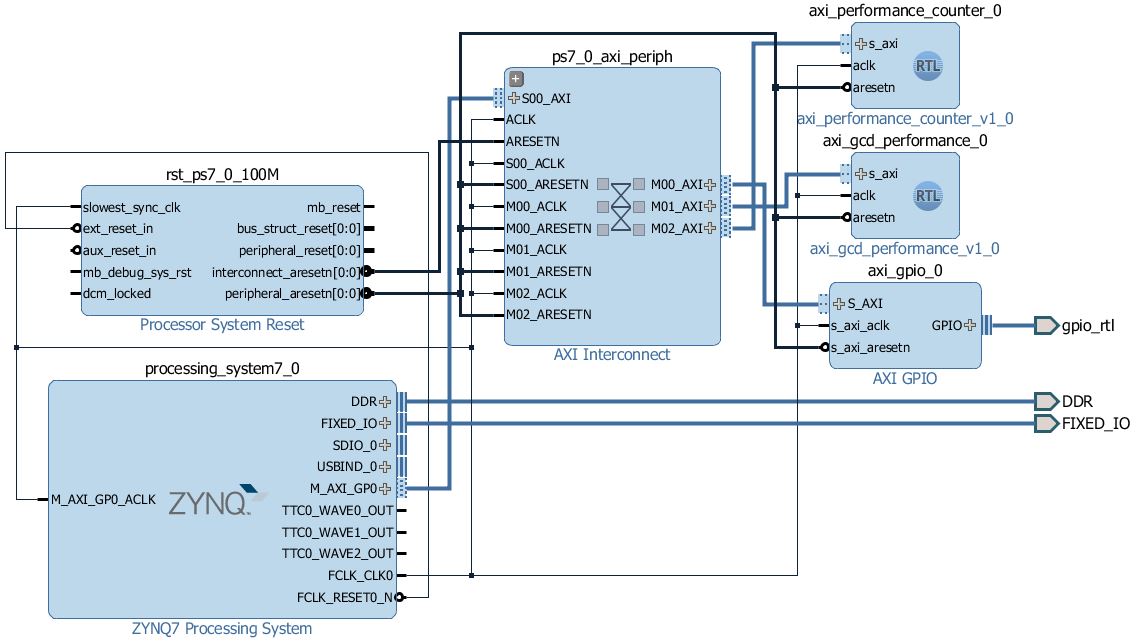 axi_performance_counter_0
s_axi
aclk
aresetn
RTL
axi_performance_counter_v1_0
axi_gcd_performance_0
s_axi
aclk
aresetn
RTL
axi_gcd_performance_v1_0
ps7_0_axi_periph
S00_AXI
ACLK
ARESETN
S00_ACLK
S00_ARESETN
M00_ACLK
M00_ARESETN
M01_ACLK
M01_ARESETN
M02_ACLK
M02_ARESETN
M00_AXI
M01_AXI
M02_AXI
AXI Interconnect
rst_ps7_0_100M
slowest_sync_clk
ext_reset_in
aux_reset_in
mb_debug_sys_rst
dcm_locked
mb_reset
bus_struct_reset[0:0]
peripheral_reset[0:0]
interconnect_aresetn[0:0]
peripheral_aresetn[0:0]
Processor System Reset
axi_gpio_0
S_AXI
s_axi_aclk
s_axi_aresetn
GPIO
AXI GPIO
gpio_rtl
DDR
FIXED_IO
processing_system7_0
M_AXI_GP0_ACLK
ZYNQ
DDR
FIXED_IO
SDIO_0
USBIND_0
M_AXI_GP0
TTC0_WAVE0_OUT
TTC0_WAVE1_OUT
TTC0_WAVE2_OUT
FCLK_CLK0
FCLK_RESET0_N
ZYNQ7 Processing System